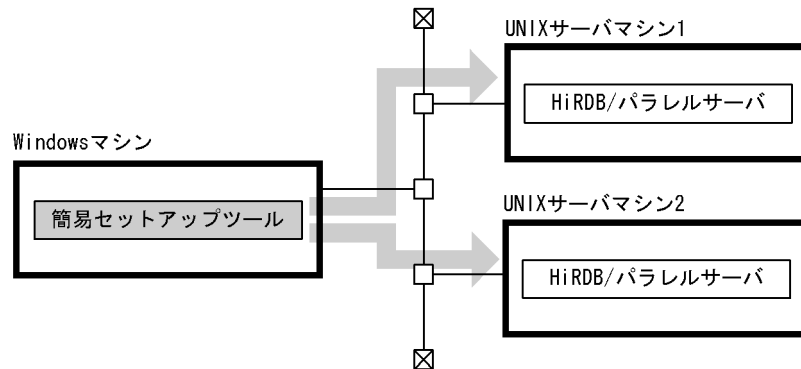 UNIXサーバマシン1
HiRDB/パラレルサーバ
Windowsマシン
簡易セットアップツール
UNIXサーバマシン2
HiRDB/パラレルサーバ